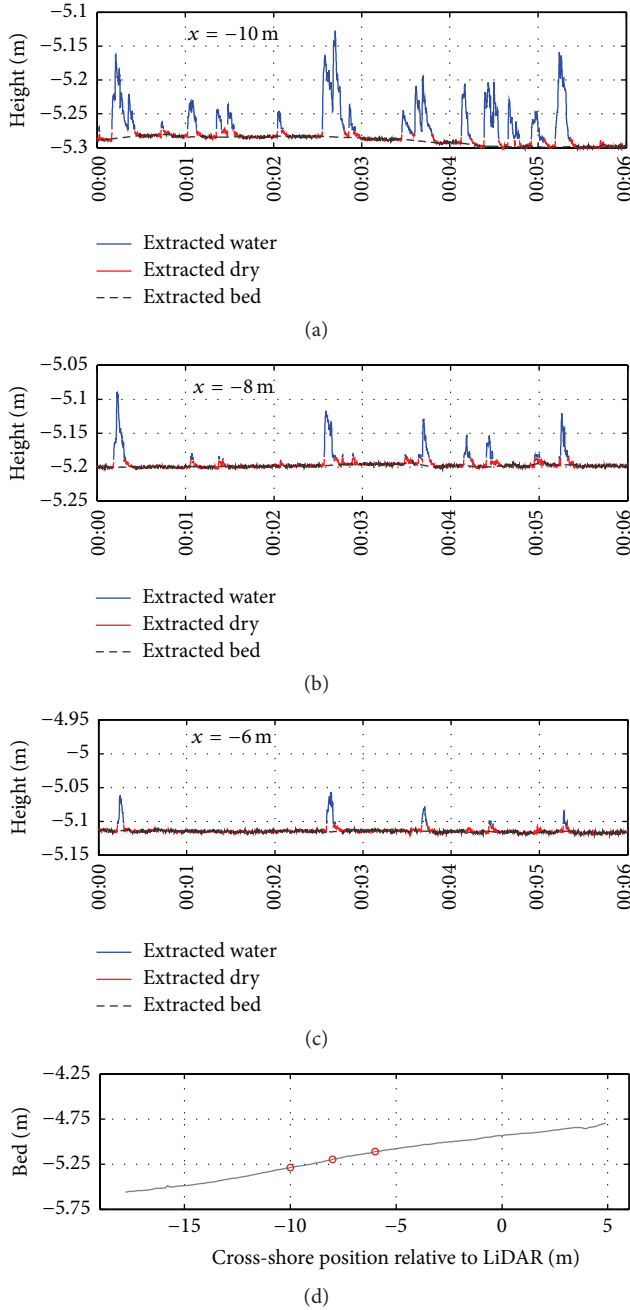 −5.1
−5.15
−5.2
−5.25
−5.3
Height (m)
x = −10 m
00:00
00:01
00:02
00:03
00:04
00:05
00:06
Extracted water
Extracted dry
Extracted bed
(a)
−5.05
−5.1
−5.15
−5.2
−5.25
Height (m)
x = −8 m
00:00
00:01
00:02
00:03
00:04
00:05
00:06
Extracted water
Extracted dry
Extracted bed
(b)
−4.95
−5
−5.05
−5.1
−5.15
Height (m)
x = −6 m
00:00
00:01
00:02
00:03
00:04
00:05
00:06
Extracted water
Extracted dry
Extracted bed
(c)
−4.25
−4.75
−5.25
−5.75
Bed (m)
−15
−10
−5
0
5
Cross-shore position relative to LiDAR (m)
(d)